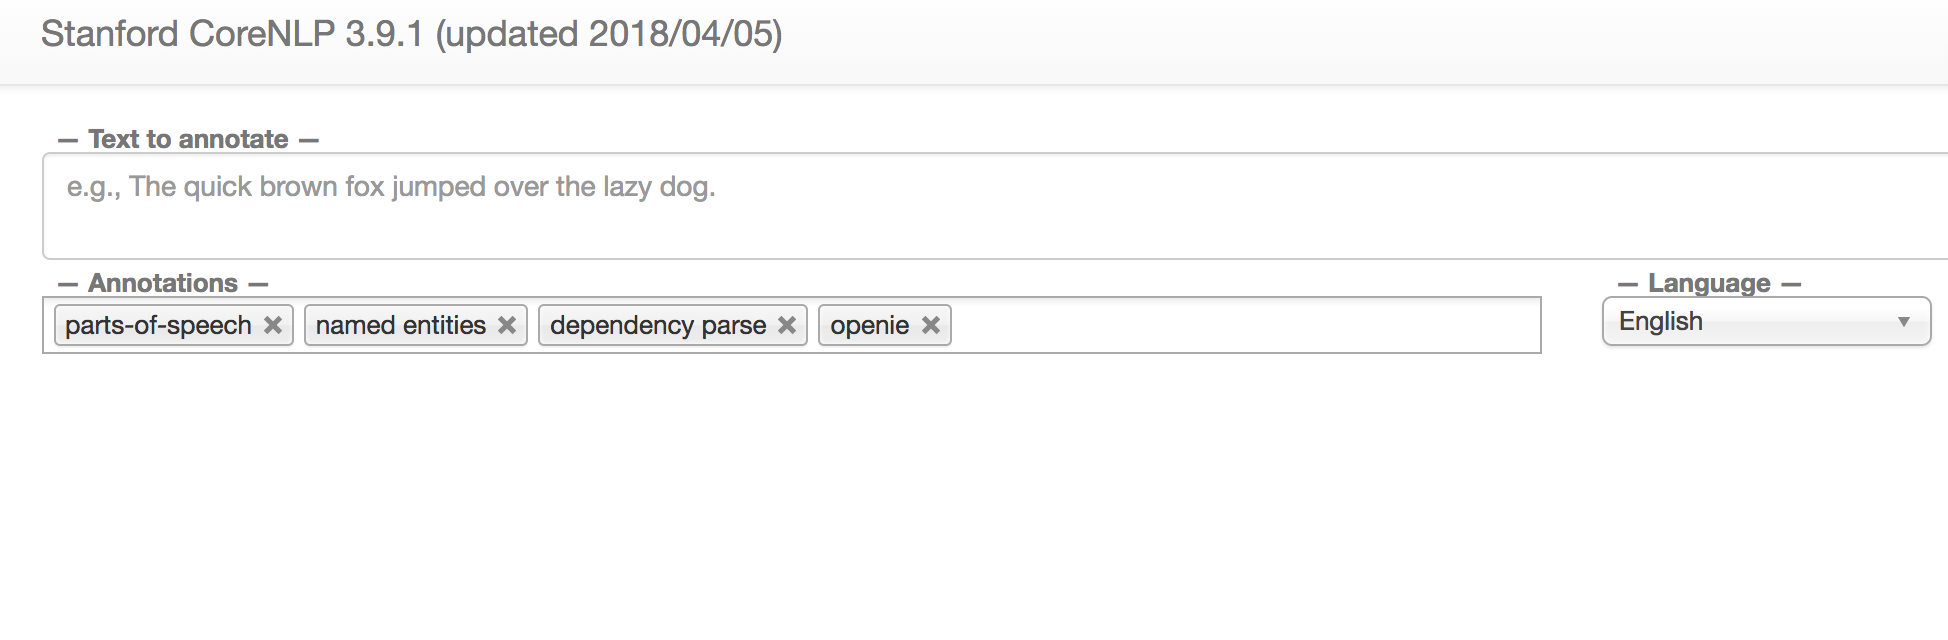 Stanford CoreNLP 3.9.1 (updated 2018/04/05)
— Text to annotate —
e.g., The quick brown fox jumped over the lazy dog.
— Annotations —
parts-of-speech × named entities × dependency parse × openie ×
— Language —
English ▼